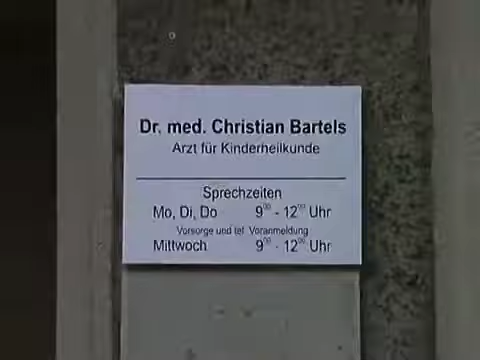 Dr. med. Christian Bartels
Arzt für Kinderheilkunde
Sprechzeiten
Mo, Di, Do 9⁰⁰ - 12⁰⁰ Uhr
Vorsorge und tel. Voranmeldung
Mittwoch 9⁰⁰ - 12⁰⁰ Uhr